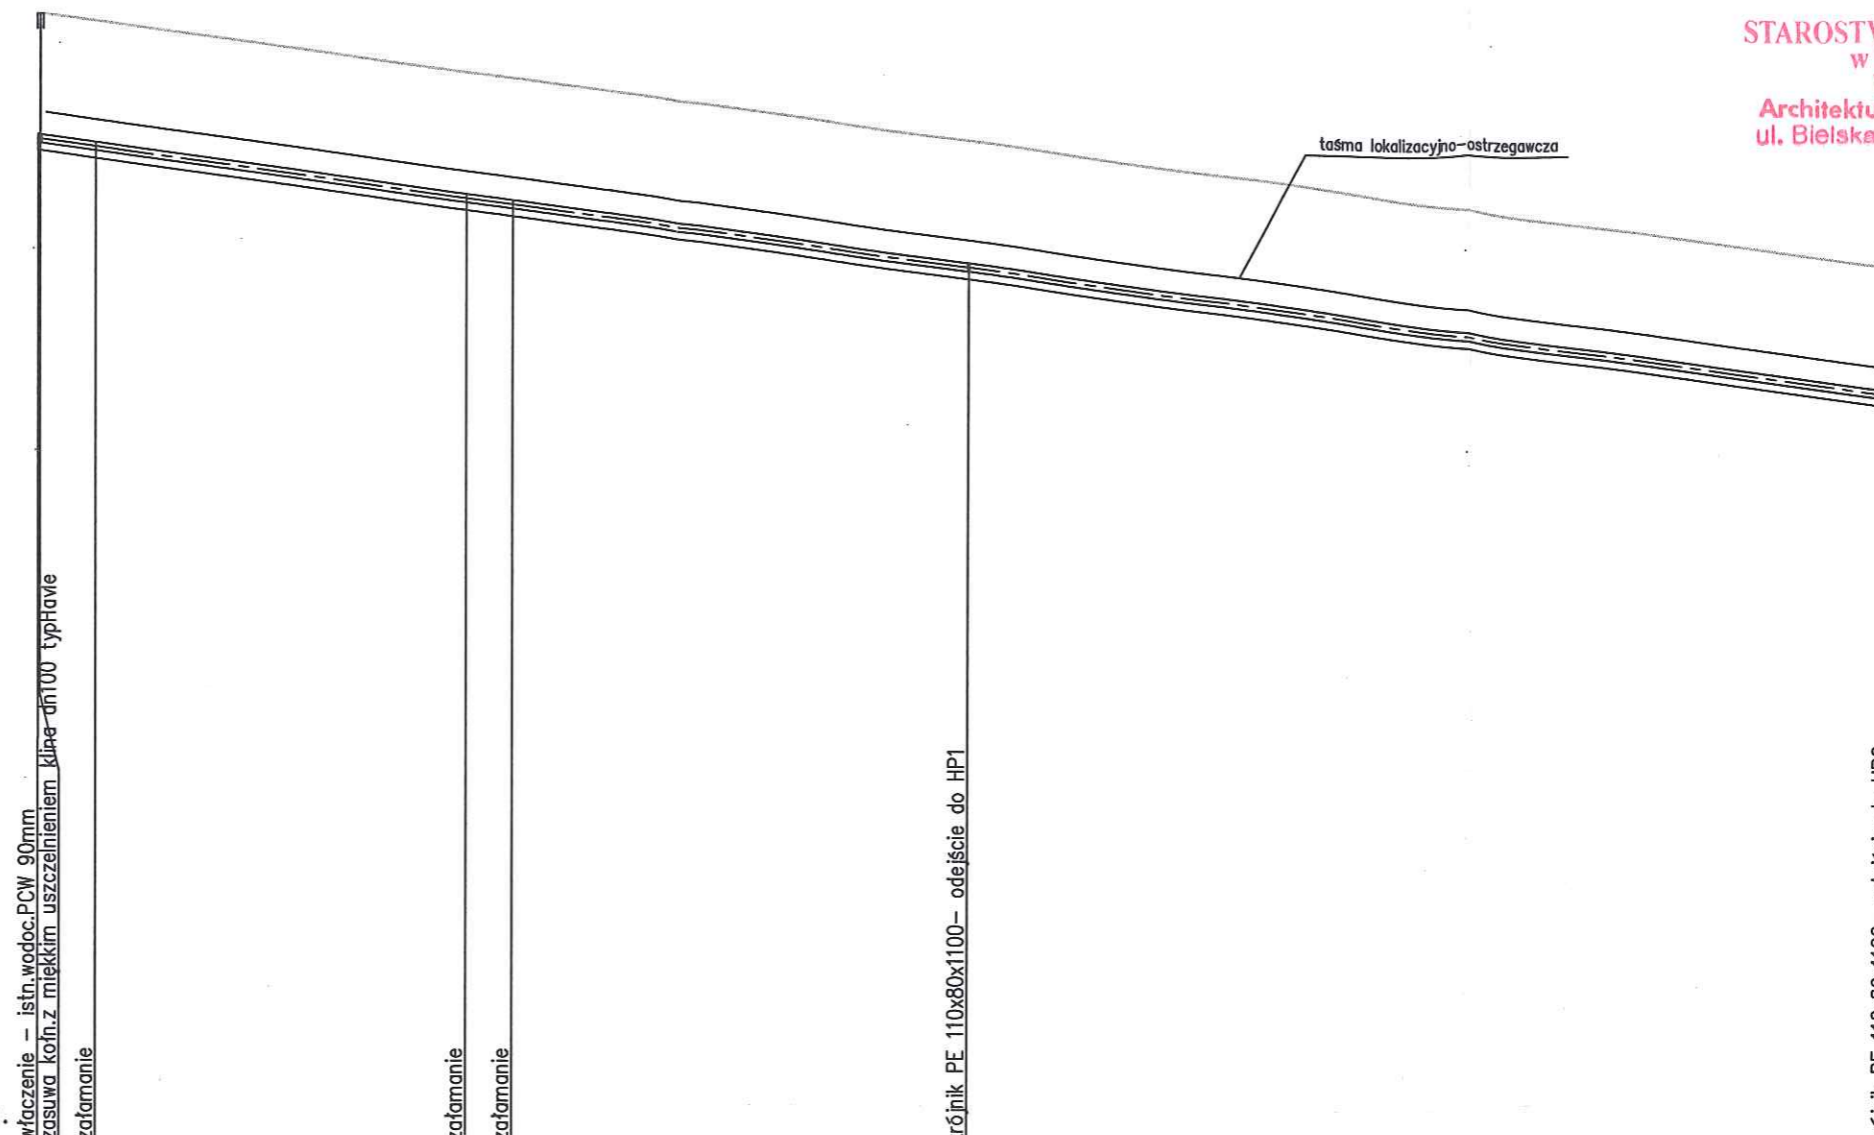 STAROSTW
w
Architektu
ul. Bielska
taśma lokalizacyjno-ostrzegawcza
włączenie - istn.wodoc.PCW 90mm
zasuwa kołn.z miękkim uszczelnieniem klina dn100 typHawle
załamanie
załamanie
załamanie
trójnik PE 110x80x1100- odejście do HP1